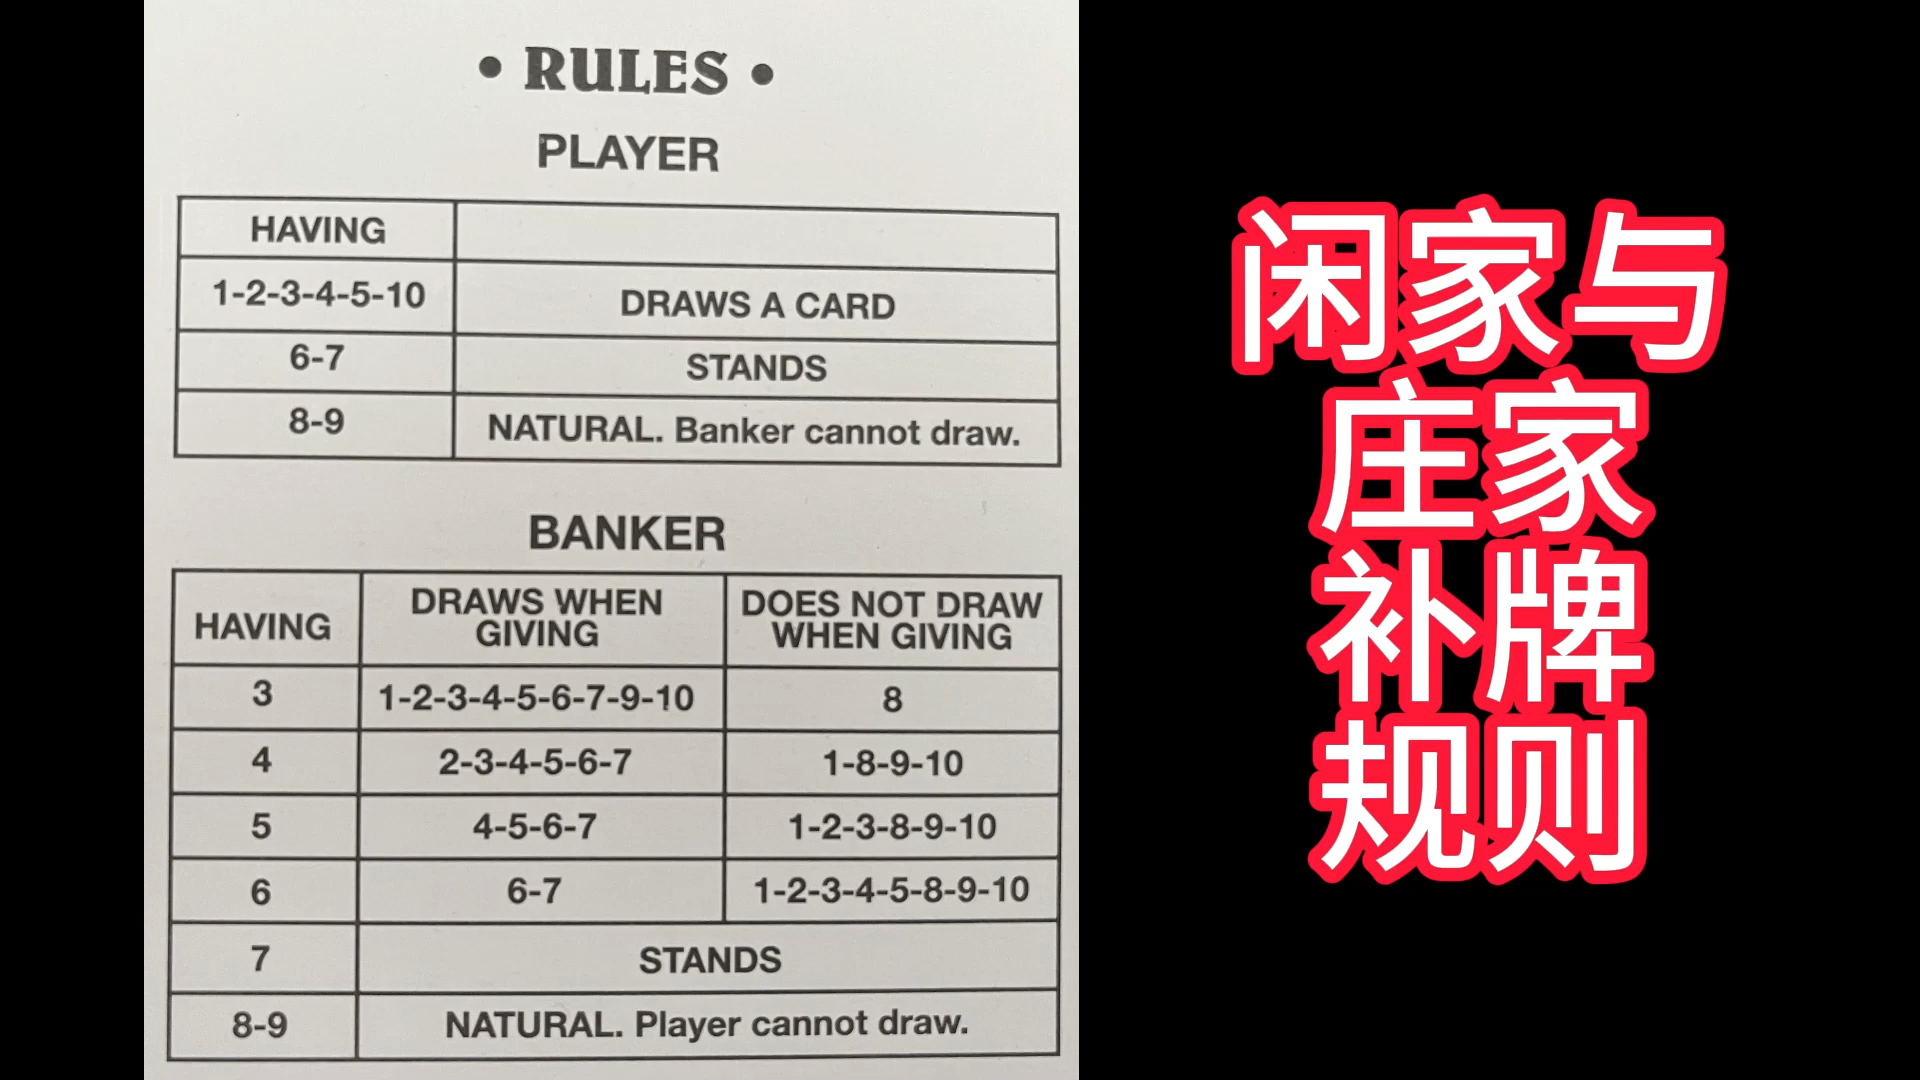 • RULES •
PLAYER
HAVING
1-2-3-4-5-10 DRAWS A CARD
6-7 STANDS
8-9 NATURAL. Banker cannot draw.
BANKER
HAVING DRAWS WHEN GIVING DOES NOT DRAW WHEN GIVING
3 1-2-3-4-5-6-7-9-10 8
4 2-3-4-5-6-7 1-8-9-10
5 4-5-6-7 1-2-3-8-9-10
6 6-7 1-2-3-4-5-8-9-10
7 STANDS
8-9 NATURAL. Player cannot draw.
闲家与
庄家
补牌
规则